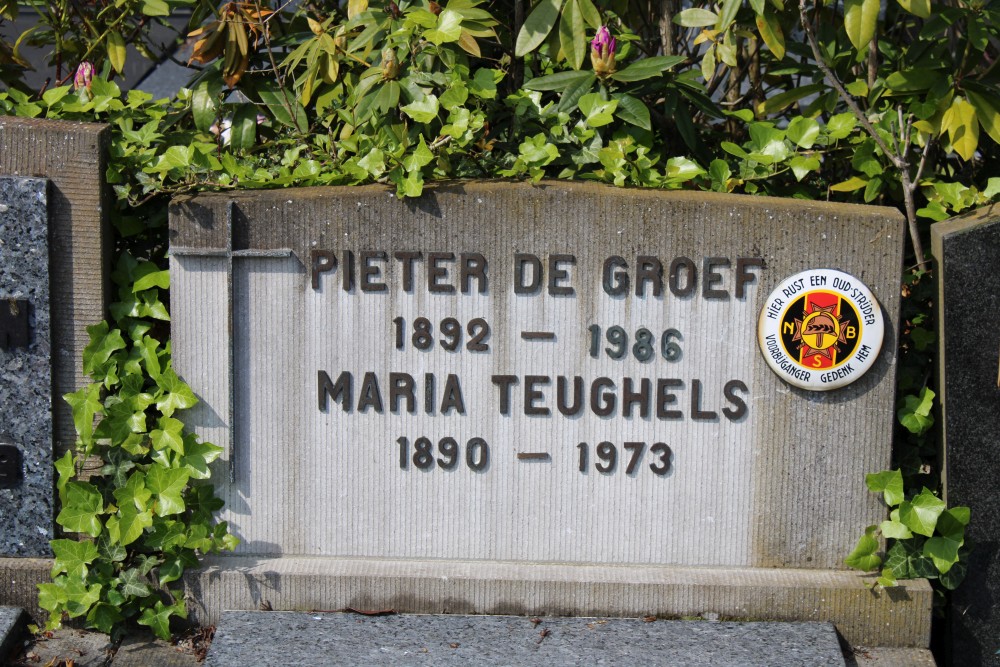 PIETER DE GROEF
1892 – 1986
MARIA TEUGHELS
1890 – 1973
HIER RUST EEN OUD-STRIJDER
N B
S
VOORBIJGANGER GEDENK HEM